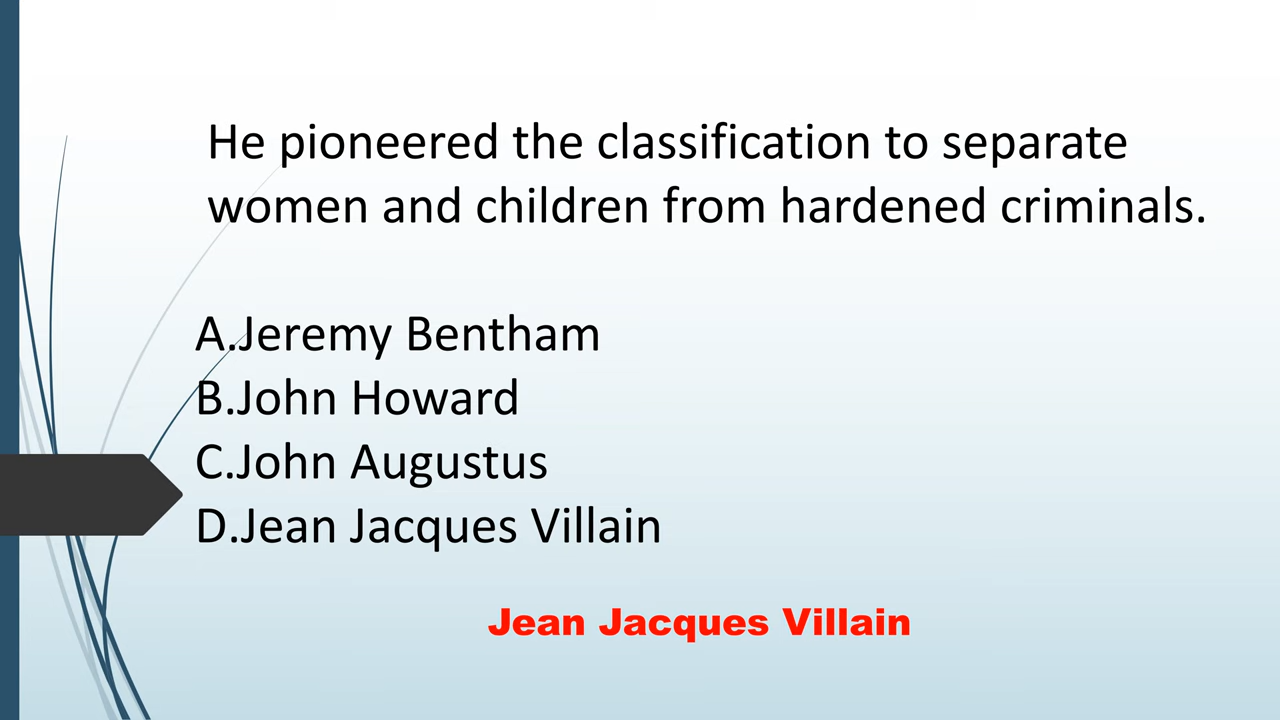 He pioneered the classification to separate
women and children from hardened criminals.
A.Jeremy Bentham
B.John Howard
C.John Augustus
D.Jean Jacques Villain
Jean Jacques Villain